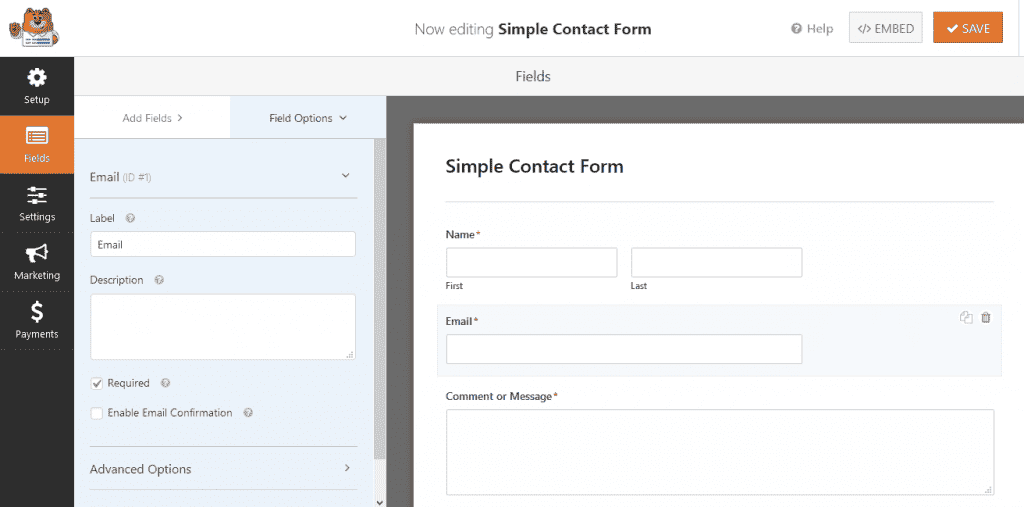 Now editing Simple Contact Form
Help
</> EMBED
SAVE
Setup
Fields
Settings
Marketing
Payments
Fields
Add Fields
Field Options
Email (ID #1)
Label
Email
Description
Required
Enable Email Confirmation
Advanced Options
Simple Contact Form
Name*
First
Last
Email*
Comment or Message*